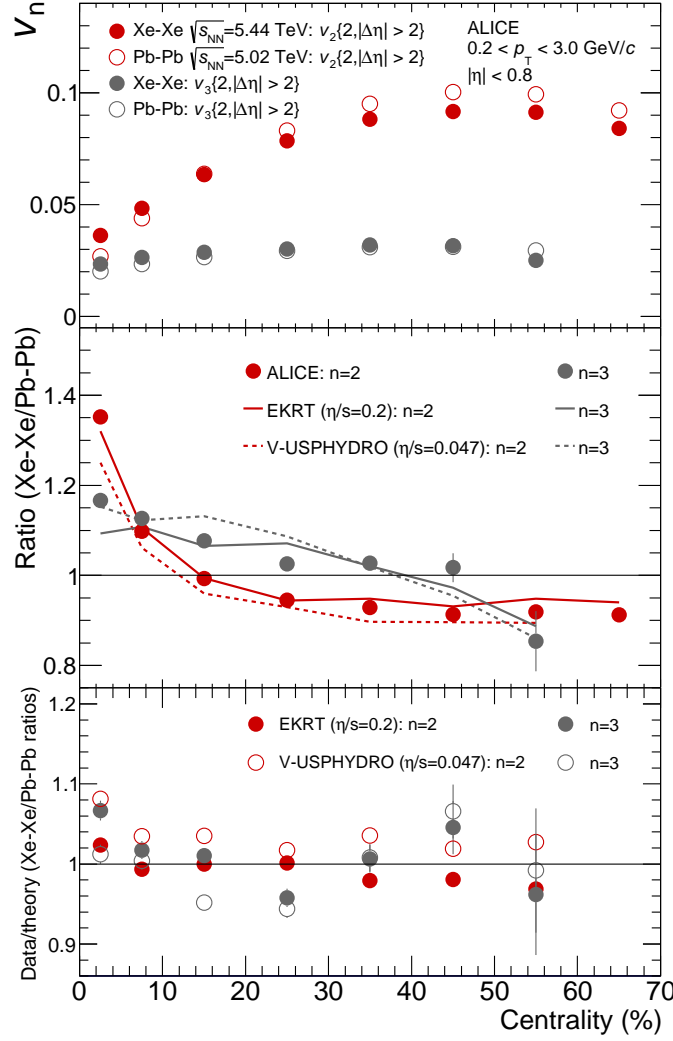 v_n
Xe-Xe √s_NN=5.44 TeV: v_2{2,|Δη| > 2}
Pb-Pb √s_NN=5.02 TeV: v_2{2,|Δη| > 2}
Xe-Xe: v_3{2,|Δη| > 2}
Pb-Pb: v_3{2,|Δη| > 2}
ALICE
0.2 < p_T < 3.0 GeV/c
|η| < 0.8
0.1
0.05
0
Ratio (Xe-Xe/Pb-Pb)
ALICE: n=2 n=3
EKRT (η/s=0.2): n=2 n=3
V-USPHYDRO (η/s=0.047): n=2 n=3
1.4
1.2
1
0.8
Data/theory (Xe-Xe/Pb-Pb ratios)
EKRT (η/s=0.2): n=2 n=3
V-USPHYDRO (η/s=0.047): n=2 n=3
1.2
1.1
1
0.9
0 10 20 30 40 50 60 70
Centrality (%)